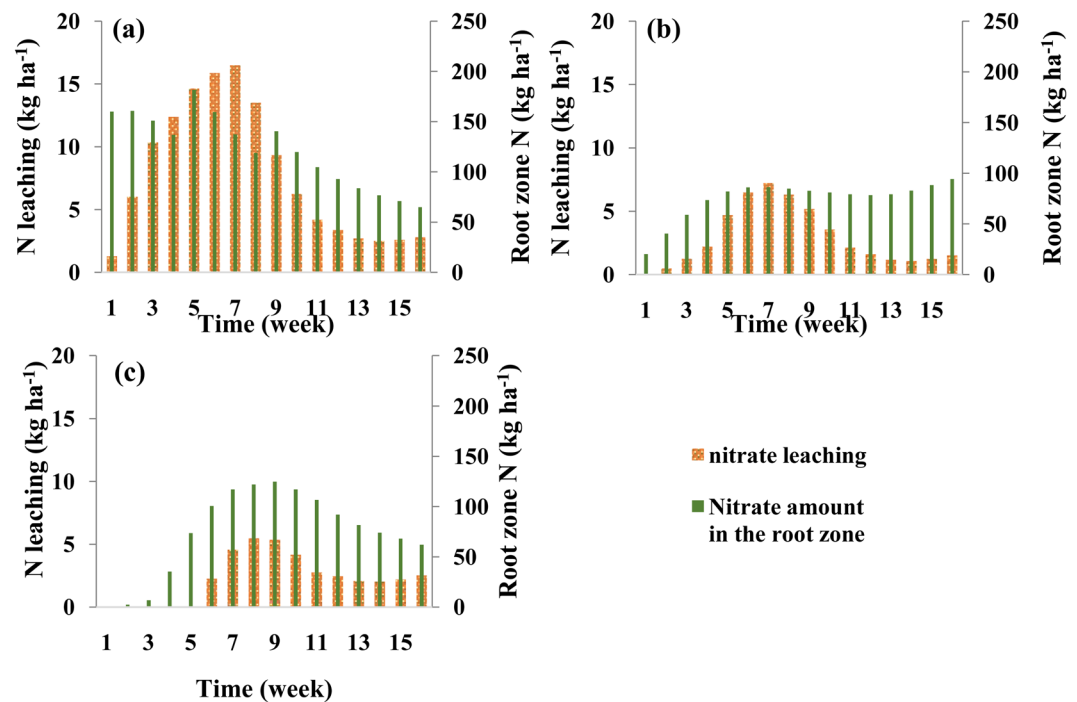 (a)
N leaching (kg ha⁻¹)
20
15
10
5
0
250
200
150
100
50
0
Root zone N (kg ha⁻¹)
1 3 5 7 9 11 13 15
Time (week)
(b)
N leaching (kg ha⁻¹)
20
15
10
5
0
250
200
150
100
50
0
Root zone N (kg ha⁻¹)
1 3 5 7 9 11 13 15
Time (week)
(c)
N leaching (kg ha⁻¹)
20
15
10
5
0
250
200
150
100
50
0
Root zone N (kg ha⁻¹)
1 3 5 7 9 11 13 15
Time (week)
nitrate leaching
Nitrate amount
in the root zone